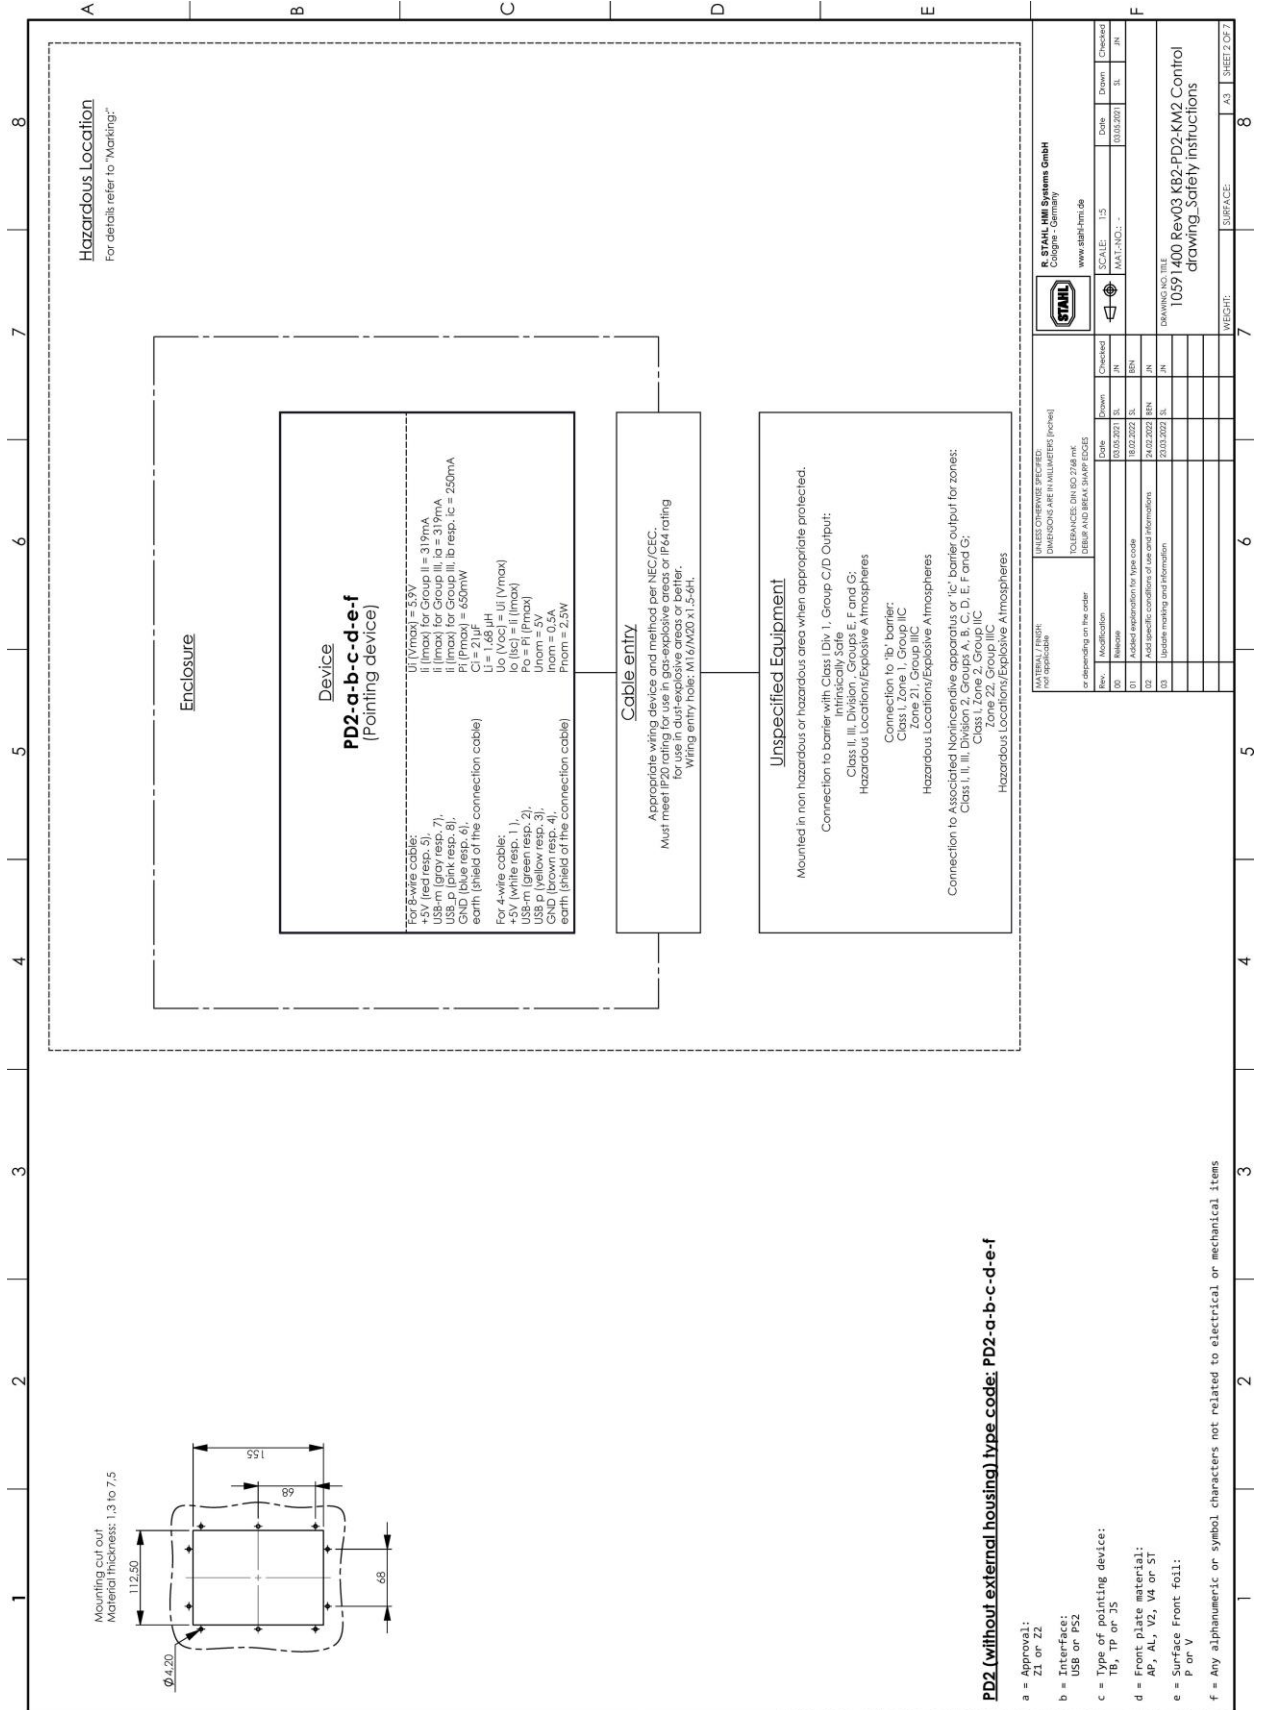 1
2
3
4
5
6
7
8
A
B
C
D
E
F
Mounting cut out
Material thickness: 1,3 to 7,5
112,50
Ø4,20
155
68
68
Hazardous Location
For details refer to "Marking:"
Enclosure
Device
PD2-a-b-c-d-e-f
(Pointing device)
For 8-wire cable:
+5V (red resp. 5),
USB-m (gray resp. 7),
USB_p (pink resp. 8),
GND (blue resp. 6),
earth (shield of the connection cable)
For 4-wire cable:
+5V (white resp. 1 ),
USB-m (green resp. 2),
USB p (yellow resp. 3),
GND (brown resp. 4),
earth (shield of the connection cable)
Ui (Vmax) = 5,9V
Ii (Imax) for Group II = 319mA
Ii (Imax) for Group III, ia = 319mA
Ii (Imax) for Group III, ib resp. ic = 250mA
Pi (Pmax) = 650mW
Ci = 21µF
Li = 1,68 µH
Uo (Voc) = Ui (Vmax)
Io (Isc) = Ii (Imax)
Po = Pi (Pmax)
Unom = 5V
Inom = 0,5A
Pnom = 2,5W
Cable entry
Appropriate wiring device and method per NEC/CEC.
Must meet IP20 rating for use in gas-explosive areas or IP64 rating
for use in dust-explosive areas or better.
Wiring entry hole: M16/M20 x1.5-6H,
Unspecified Equipment
Mounted in non hazardous or hazardous area when appropriate protected.
Connection to barrier with Class I Div 1, Group C/D Output:
Intrinsically Safe
Class II, III, Division , Groups E, F and G;
Hazardous Locations/Explosive Atmospheres
Connection to 'ib' barrier:
Class I, Zone 1, Group IIC
Zone 21, Group IIIC
Hazardous Locations/Explosive Atmospheres
Connection to Associated Nonincendive apparatus or 'ic' barrier output for zones:
Class I, II, III, Division 2, Groups A, B, C, D, E, F and G;
Class I, Zone 2, Group IIC
Zone 22, Group IIIC
Hazardous Locations/Explosive Atmospheres
PD2 (without external housing) type code: PD2-a-b-c-d-e-f
a = Approval:
Z1 or Z2
b = Interface:
USB or PS2
c = Type of pointing device:
TB, TP or JS
d = Front plate material:
AP, AL, V2, V4 or ST
e = Surface Front foil:
P or V
f = Any alphanumeric or symbol characters not related to electrical or mechanical items
MATERIAL / FINISH:
not applicable
or depending on the order
UNLESS OTHERWISE SPECIFIED:
DIMENSIONS ARE IN MILLIMETERS [inches]
TOLERANCES: DIN ISO 2768 mK
DEBUR AND BREAK SHARP EDGES
STAHL
R. STAHL HMI Systems GmbH
Cologne - Germany
www.stahl-hmi.de
Rev. Modification Date Drawn Checked
00 Release 03.05.2021 SL JN
01 Added explanation for type code 18.02.2022 SL BEN
02 Add specific conditions of use and informations 24.02.2022 BEN JN
03 Update marking and information 23.03.2022 SL JN
SCALE: 1:5
MAT.-NO.: -
Date Drawn Checked
03.05.2021 SL JN
DRAWING NO. TITLE
10591400 Rev03 KB2-PD2-KM2 Control
drawing_Safety instructions
WEIGHT:
SURFACE:
A3
SHEET 2 OF 7
1
2
3
4
5
6
7
8